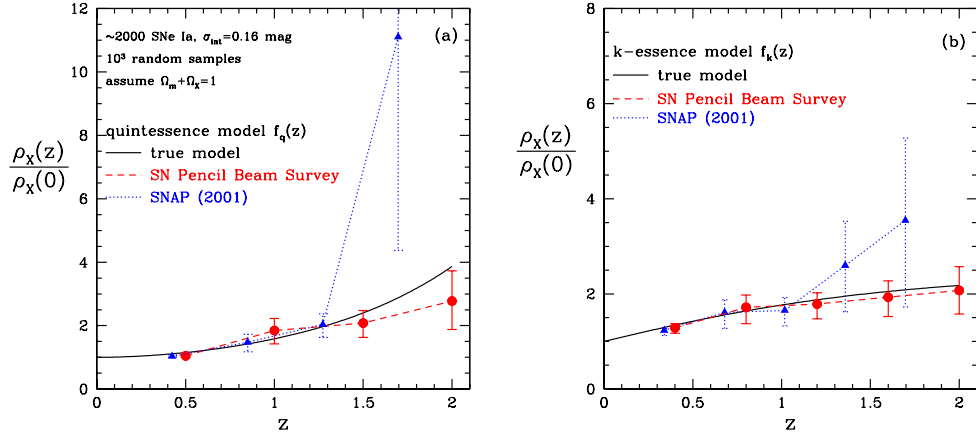 ~2000 SNe Ia, σint=0.16 mag
10³ random samples
assume Ωm+ΩX=1
(a)
quintessence model fq(z)
true model
SN Pencil Beam Survey
SNAP (2001)
ρX(z)
ρX(0)
12
10
8
6
4
2
0
0
0.5
1
1.5
2
z
(b)
k-essence model fk(z)
true model
SN Pencil Beam Survey
SNAP (2001)
ρX(z)
ρX(0)
8
6
4
2
0
0
0.5
1
1.5
2
z